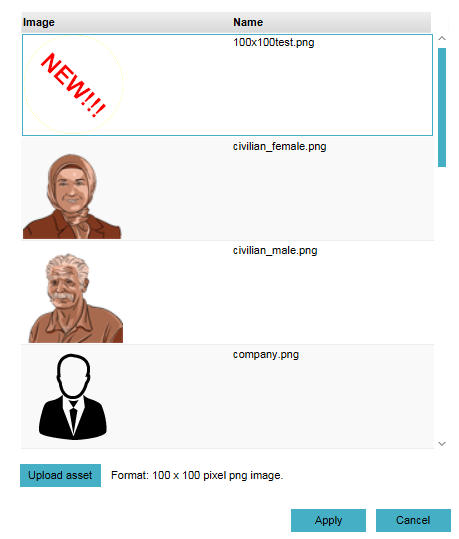 Image Name
100x100test.png
NEW!!!
civilian_female.png
civilian_male.png
company.png
Upload asset Format: 100 x 100 pixel png image.
Apply Cancel